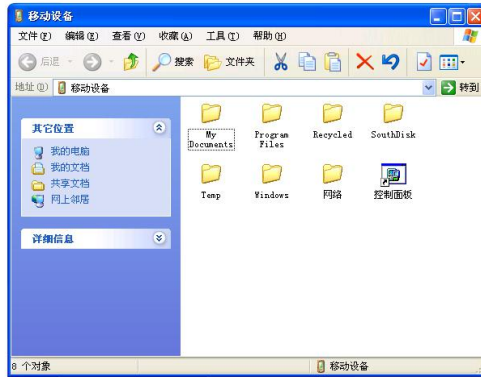 移动设备
文件(F) 编辑(E) 查看(V) 收藏(A) 工具(T) 帮助(H)
后退 搜索 文件夹
地址(D) 移动设备 转到
其它位置
我的电脑
我的文档
共享文档
网上邻居
详细信息
My Documents
Program Files
Recycled
SouthDisk
Temp
Windows
网络
控制面板
8 个对象 移动设备